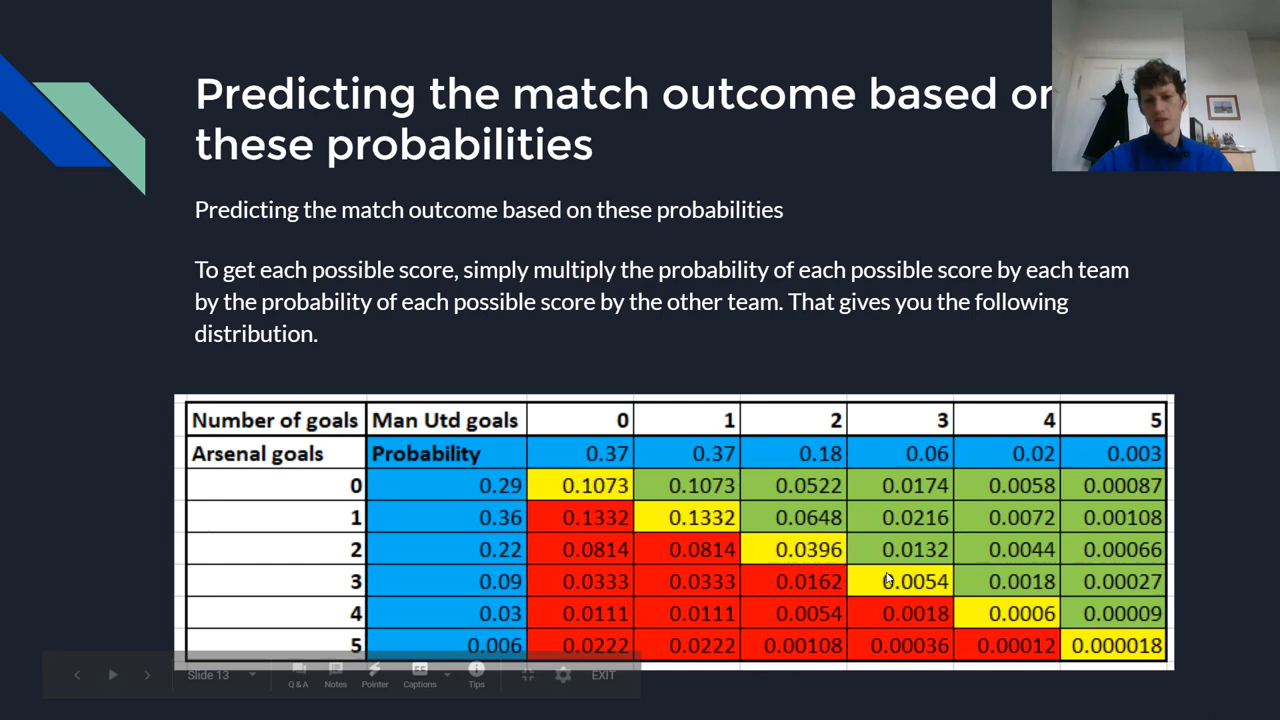 Predicting the match outcome based on
these probabilities
Predicting the match outcome based on these probabilities
To get each possible score, simply multiply the probability of each possible score by each team
by the probability of each possible score by the other team. That gives you the following
distribution.
Number of goals Man Utd goals 0 1 2 3 4 5
Arsenal goals Probability 0.37 0.37 0.18 0.06 0.02 0.003
0 0.29 0.1073 0.1073 0.0522 0.0174 0.0058 0.00087
1 0.36 0.1332 0.1332 0.0648 0.0216 0.0072 0.00108
2 0.22 0.0814 0.0814 0.0396 0.0132 0.0044 0.00066
3 0.09 0.0333 0.0333 0.0162 0.0054 0.0018 0.00027
4 0.03 0.0111 0.0111 0.0054 0.0018 0.0006 0.00009
5 0.006 0.0222 0.0222 0.00108 0.00036 0.00012 0.000018
Slide 13 Q & A Notes Pointer CC Captions Tips EXIT